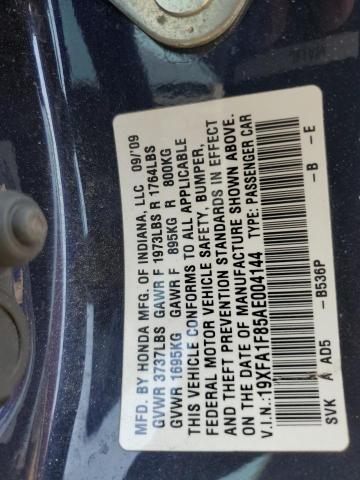 MFD. BY HONDA MFG. OF INDIANA, LLC 09/'09
GVWR 3737LBS GAWR F 1973LBS R 1764LBS
GVWR 1695KG GAWR F 895KG R 800KG
THIS VEHICLE CONFORMS TO ALL APPLICABLE
FEDERAL MOTOR VEHICLE SAFETY, BUMPER,
AND THEFT PREVENTION STANDARDS IN EFFECT
ON THE DATE OF MANUFACTURE SHOWN ABOVE.
V.I.N.:19XFA1F85AE004144 TYPE: PASSENGER CAR
SVK A AD5 -B536P -B -E